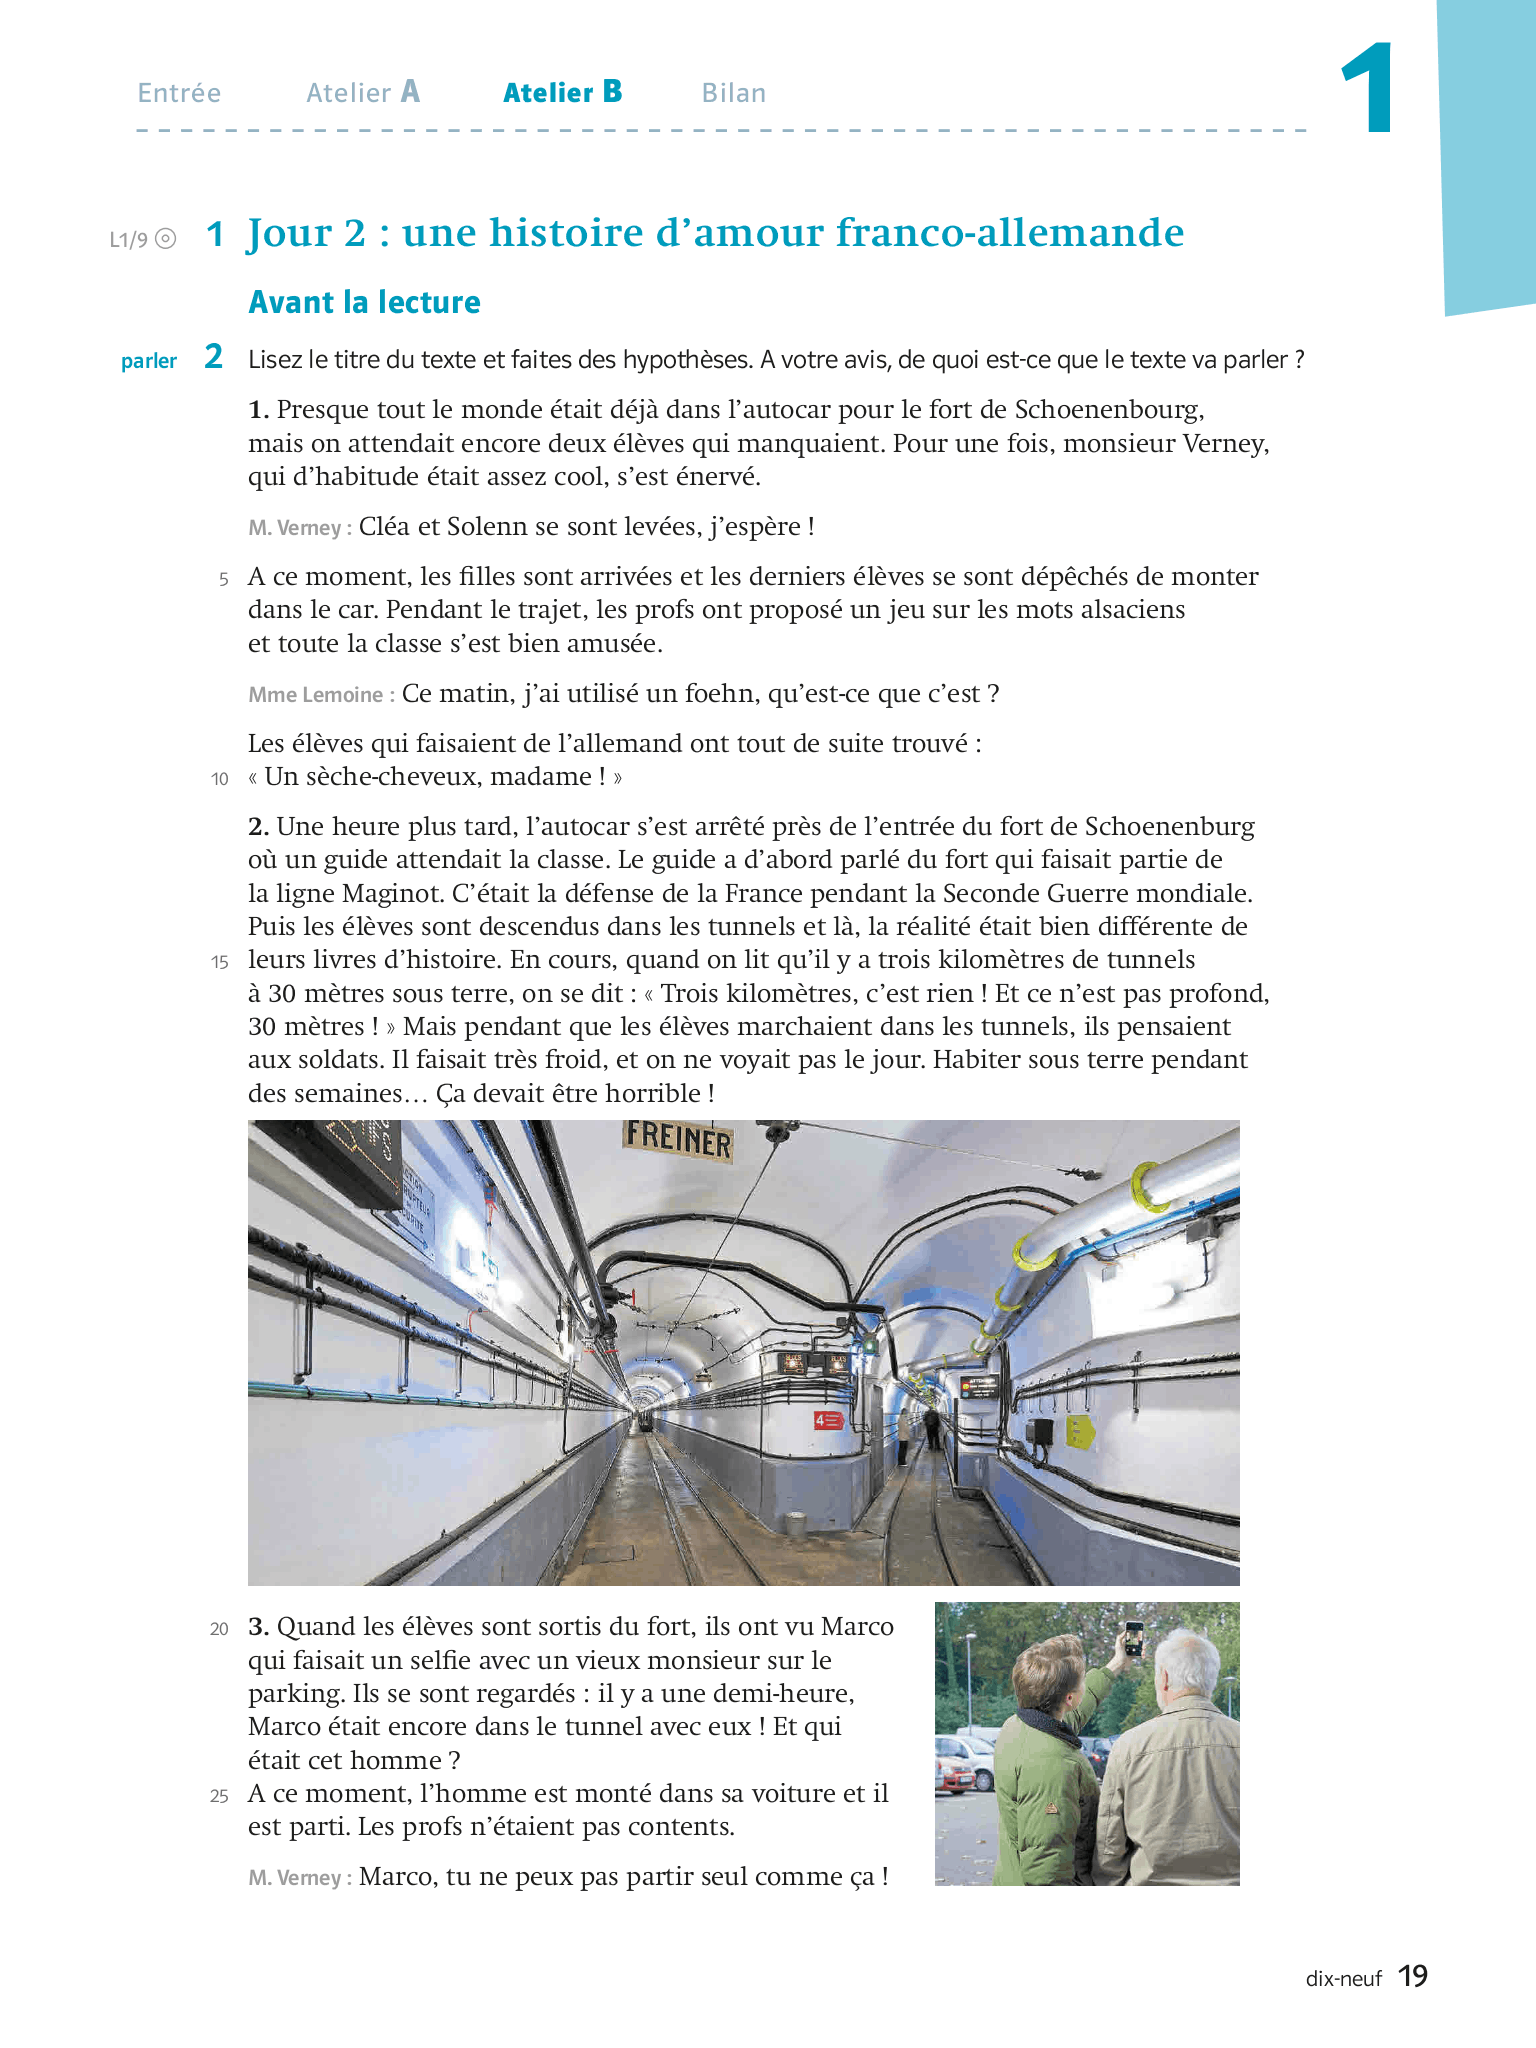 Entrée Atelier A Atelier B Bilan
1
L1/9 1 Jour 2 : une histoire d’amour franco-allemande
Avant la lecture
parler 2 Lisez le titre du texte et faites des hypothèses. A votre avis, de quoi est-ce que le texte va parler ?
1. Presque tout le monde était déjà dans l’autocar pour le fort de Schoenenbourg,
mais on attendait encore deux élèves qui manquaient. Pour une fois, monsieur Verney,
qui d’habitude était assez cool, s’est énervé.
M. Verney : Cléa et Solenn se sont levées, j’espère !
5 A ce moment, les filles sont arrivées et les derniers élèves se sont dépêchés de monter
dans le car. Pendant le trajet, les profs ont proposé un jeu sur les mots alsaciens
et toute la classe s’est bien amusée.
Mme Lemoine : Ce matin, j’ai utilisé un foehn, qu’est-ce que c’est ?
Les élèves qui faisaient de l’allemand ont tout de suite trouvé :
10 « Un sèche-cheveux, madame ! »
2. Une heure plus tard, l’autocar s’est arrêté près de l’entrée du fort de Schoenenburg
où un guide attendait la classe. Le guide a d’abord parlé du fort qui faisait partie de
la ligne Maginot. C’était la défense de la France pendant la Seconde Guerre mondiale.
Puis les élèves sont descendus dans les tunnels et là, la réalité était bien différente de
15 leurs livres d’histoire. En cours, quand on lit qu’il y a trois kilomètres de tunnels
à 30 mètres sous terre, on se dit : « Trois kilomètres, c’est rien ! Et ce n’est pas profond,
30 mètres ! » Mais pendant que les élèves marchaient dans les tunnels, ils pensaient
aux soldats. Il faisait très froid, et on ne voyait pas le jour. Habiter sous terre pendant
des semaines… Ça devait être horrible !
FREINER
4
20 3. Quand les élèves sont sortis du fort, ils ont vu Marco
qui faisait un selfie avec un vieux monsieur sur le
parking. Ils se sont regardés : il y a une demi-heure,
Marco était encore dans le tunnel avec eux ! Et qui
était cet homme ?
25 A ce moment, l’homme est monté dans sa voiture et il
est parti. Les profs n’étaient pas contents.
M. Verney : Marco, tu ne peux pas partir seul comme ça !
dix-neuf 19